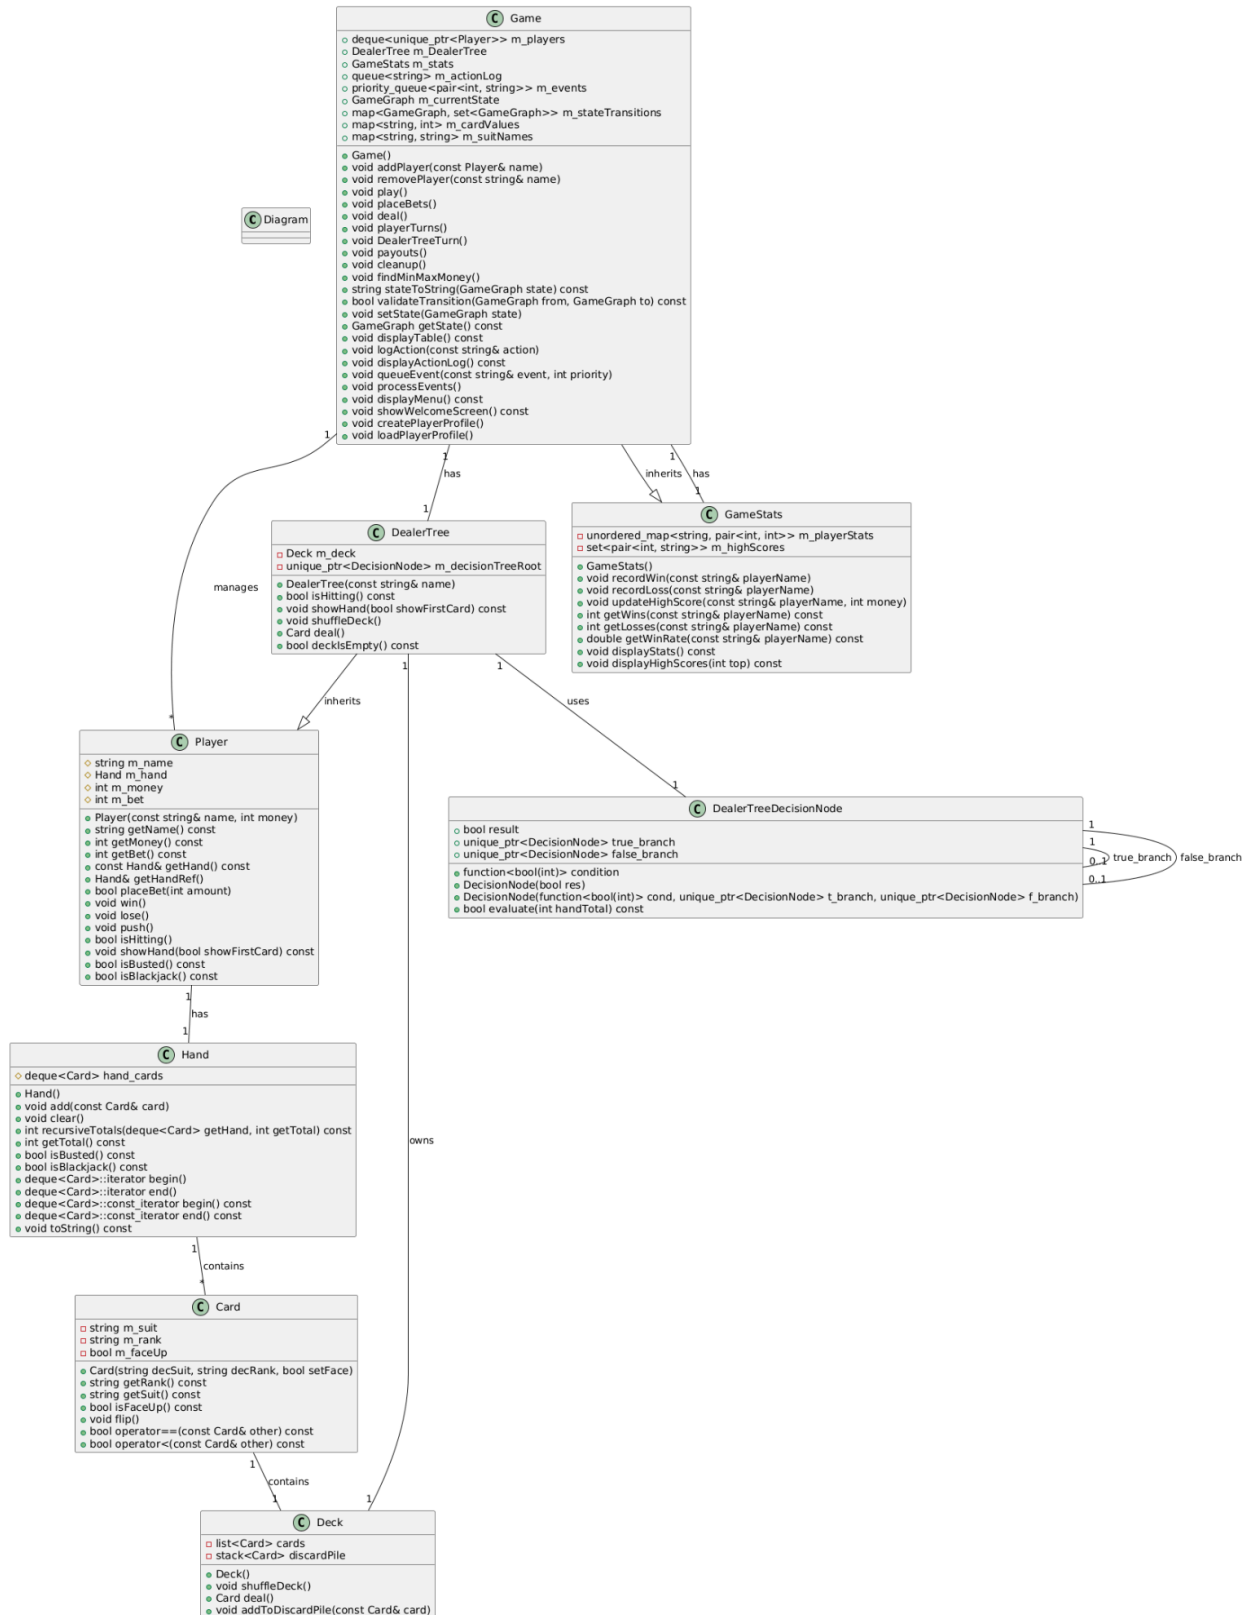 C Game
deque<unique_ptr<Player>> m_players
DealerTree m_DealerTree
GameStats m_stats
queue<string> m_actionLog
priority_queue<pair<int, string>> m_events
GameGraph m_currentState
map<GameGraph, set<GameGraph>> m_stateTransitions
map<string, int> m_cardValues
map<string, string> m_suitNames
Game()
void addPlayer(const Player& name)
void removePlayer(const string& name)
void play()
void placeBets()
void deal()
void playerTurns()
void DealerTreeTurn()
void payouts()
void cleanup()
void findMinMaxMoney()
string stateToString(GameGraph state) const
bool validateTransition(GameGraph from, GameGraph to) const
void setState(GameGraph state)
GameGraph getState() const
void displayTable() const
void logAction(const string& action)
void displayActionLog() const
void queueEvent(const string& event, int priority)
void processEvents()
void displayMenu() const
void showWelcomeScreen() const
void createPlayerProfile()
void loadPlayerProfile()
C Diagram
1
1
1
has
inherits
has
1
1
manages
*
C DealerTree
Deck m_deck
unique_ptr<DecisionNode> m_decisionTreeRoot
DealerTree(const string& name)
bool isHitting() const
void showHand(bool showFirstCard) const
void shuffleDeck()
Card deal()
bool deckIsEmpty() const
C GameStats
unordered_map<string, pair<int, int>> m_playerStats
set<pair<int, string>> m_highScores
GameStats()
void recordWin(const string& playerName)
void recordLoss(const string& playerName)
void updateHighScore(const string& playerName, int money)
int getWins(const string& playerName) const
int getLosses(const string& playerName) const
double getWinRate(const string& playerName) const
void displayStats() const
void displayHighScores(int top) const
1
1
inherits
uses
1
C Player
string m_name
Hand m_hand
int m_money
int m_bet
Player(const string& name, int money)
string getName() const
int getMoney() const
int getBet() const
const Hand& getHand() const
Hand& getHandRef()
bool placeBet(int amount)
void win()
void lose()
void push()
bool isHitting()
void showHand(bool showFirstCard) const
bool isBusted() const
bool isBlackjack() const
C DealerTreeDecisionNode
bool result
unique_ptr<DecisionNode> true_branch
unique_ptr<DecisionNode> false_branch
function<bool(int)> condition
DecisionNode(bool res)
DecisionNode(function<bool(int)> cond, unique_ptr<DecisionNode> t_branch, unique_ptr<DecisionNode> f_branch)
bool evaluate(int handTotal) const
1
1
0..1
true_branch
false_branch
0..1
1
has
1
C Hand
deque<Card> hand_cards
Hand()
void add(const Card& card)
void clear()
int recursiveTotals(deque<Card> getHand, int getTotal) const
int getTotal() const
bool isBusted() const
bool isBlackjack() const
deque<Card>::iterator begin()
deque<Card>::iterator end()
deque<Card>::const_iterator begin() const
deque<Card>::const_iterator end() const
void toString() const
owns
1
contains
*
C Card
string m_suit
string m_rank
bool m_faceUp
Card(string decSuit, string decRank, bool setFace)
string getRank() const
string getSuit() const
bool isFaceUp() const
void flip()
bool operator==(const Card& other) const
bool operator<(const Card& other) const
1
contains
1
1
C Deck
list<Card> cards
stack<Card> discardPile
Deck()
void shuffleDeck()
Card deal()
void addToDiscardPile(const Card& card)